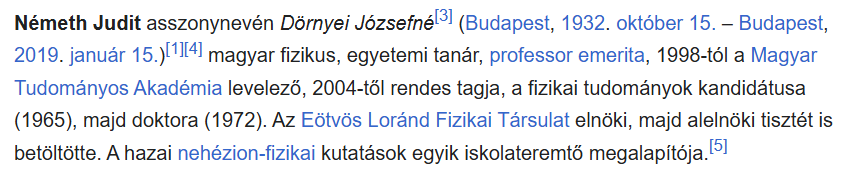 Németh Judit asszonynevén Dörnyei Józsefné[3] (Budapest, 1932. október 15. – Budapest,
2019. január 15.)[1][4] magyar fizikus, egyetemi tanár, professor emerita, 1998-tól a Magyar
Tudományos Akadémia levelező, 2004-től rendes tagja, a fizikai tudományok kandidátusa
(1965), majd doktora (1972). Az Eötvös Loránd Fizikai Társulat elnöki, majd alelnöki tisztét is
betöltötte. A hazai nehézion-fizikai kutatások egyik iskolateremtő megalapítója.[5]